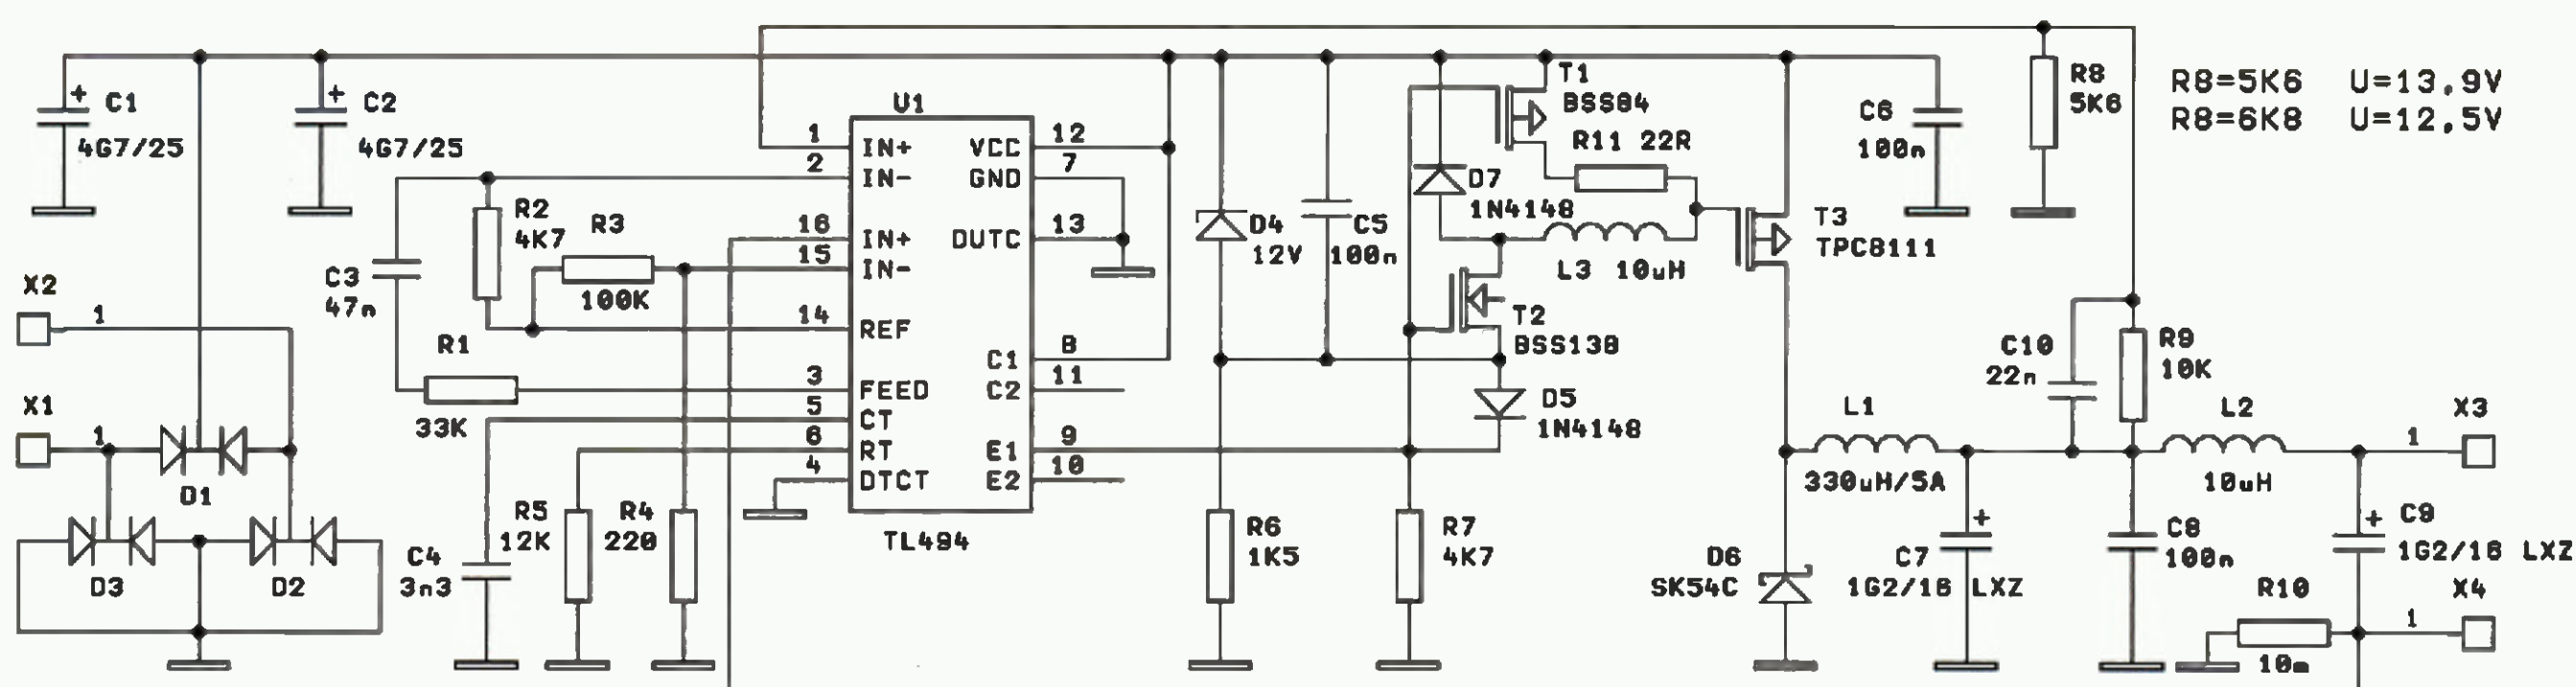 R8=5K6 U=13,9V
R8=6K8 U=12,5V
C1
4G7/25
C2
4G7/25
X2
1
X1
1
D1
D3
D2
C3
47n
R2
4K7
R3
100K
R1
33K
C4
3n3
R5
12K
R4
220
U1
1 IN+
2 IN-
16 IN+
15 IN-
14 REF
3 FEED
5 CT
6 RT
4 DTCT
VCC 12
GND 7
OUTC 13
C1 8
C2 11
E1 9
E2 10
TL494
D4
12V
C5
100n
T1
BSS84
R11 22R
D7
1N4148
L3 10uH
T2
BSS138
D5
1N4148
R6
1K5
R7
4K7
T3
TPC8111
C6
100n
R8
5K6
C10
22n
R9
10K
L1
330uH/5A
L2
10uH
X3
1
D6
SK54C
C7
1G2/16 LXZ
C8
100n
C9
1G2/16 LXZ
R10
10m
X4
1